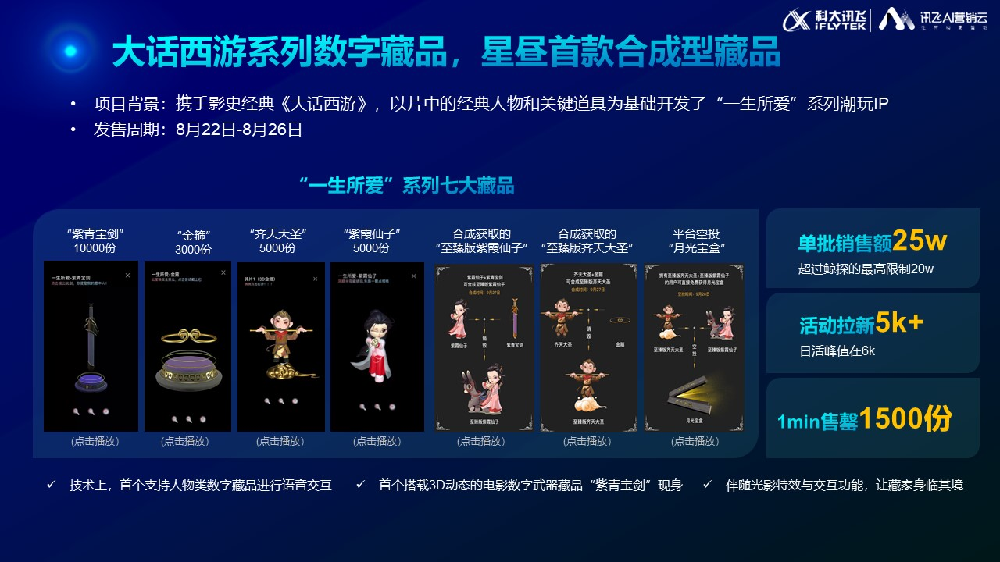 科大讯飞
iFLYTEK
讯飞AI营销云
大话西游系列数字藏品，星昼首款合成型藏品
• 项目背景：携手影史经典《大话西游》，以片中的经典人物和关键道具为基础开发了“一生所爱”系列潮玩IP
• 发售周期：8月22日-8月26日
“一生所爱”系列七大藏品
“紫青宝剑”
10000份
一生所爱-紫青宝剑
(点击播放)
“金箍”
3000份
一生所爱-金箍
(点击播放)
“齐天大圣”
5000份
碎片1（3D金箍）
(点击播放)
“紫霞仙子”
5000份
一生所爱-紫霞仙子
(点击播放)
合成获取的
“至臻版紫霞仙子”
紫霞仙子+紫青宝剑
可合成至臻版紫霞仙子
合成时间：9月27日
紫霞仙子
销毁
紫青宝剑
至臻版紫霞仙子
(点击播放)
合成获取的
“至臻版齐天大圣”
齐天大圣+金箍
可合成至臻版齐天大圣
合成时间：9月27日
齐天大圣
销毁
金箍
至臻版齐天大圣
(点击播放)
平台空投
“月光宝盒”
拥有至臻版齐天大圣+至臻版紫霞仙子
的用户可直接免费获得月光宝盒
空投时间：9月28日
至臻版齐天大圣
空投
至臻版紫霞仙子
月光宝盒
(点击播放)
单批销售额25w
超过鲸探的最高限制20w
活动拉新5k+
日活峰值在6k
1min售罄1500份
✓ 技术上，首个支持人物类数字藏品进行语音交互
✓ 首个搭载3D动态的电影数字武器藏品“紫青宝剑”现身
✓ 伴随光影特效与交互功能，让藏家身临其境